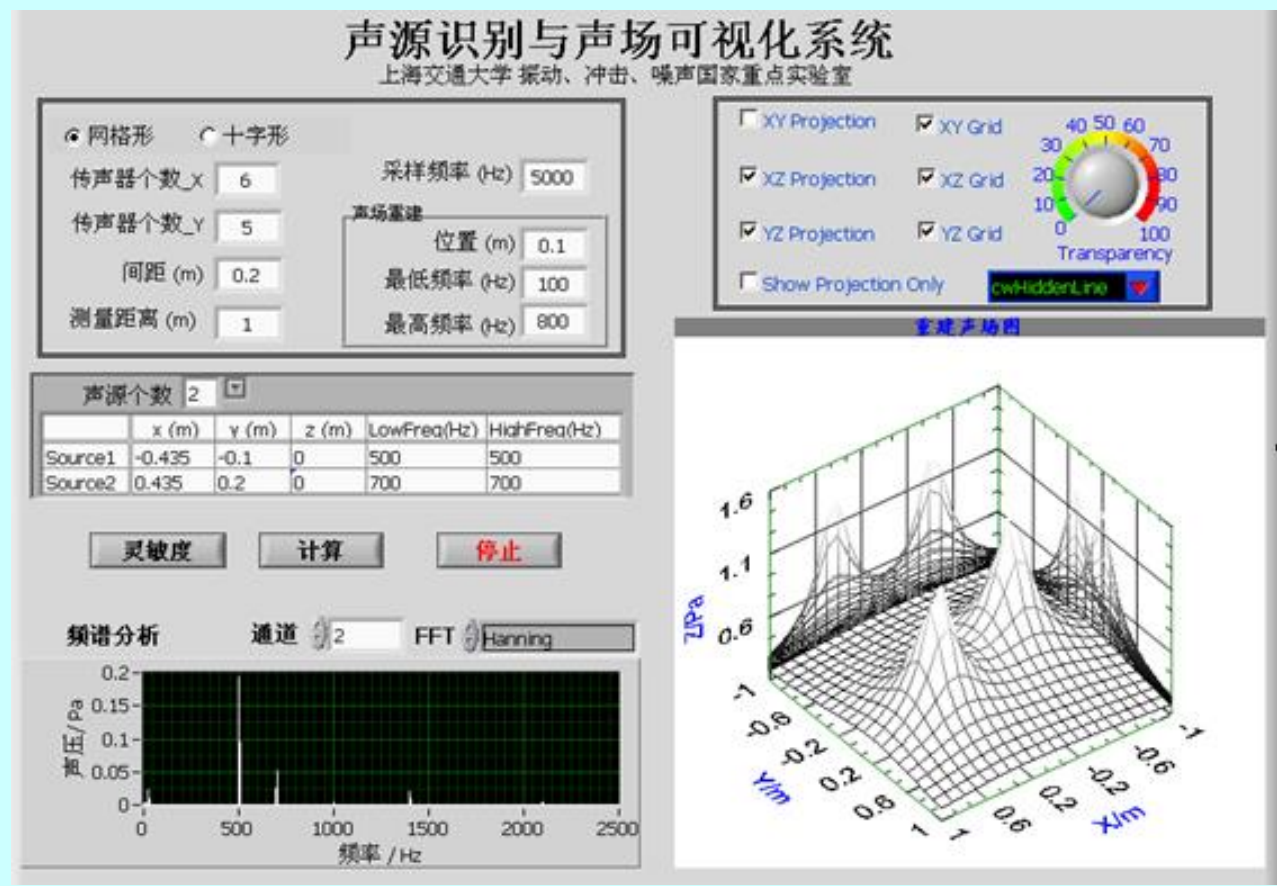 声源识别与声场可视化系统
上海交通大学 振动、冲击、噪声国家重点实验室
网格形 十字形
传声器个数_X 6
传声器个数_Y 5
间距 (m) 0.2
测量距离 (m) 1
采样频率 (Hz) 5000
声场重建
位置 (m) 0.1
最低频率 (Hz) 100
最高频率 (Hz) 800
XY Projection XY Grid
XZ Projection XZ Grid
YZ Projection YZ Grid
Show Projection Only
0 10 20 30 40 50 60 70 80 90 100
Transparency
cwHiddenLine
声源个数 2
x (m) y (m) z (m) LowFreq(Hz) HighFreq(Hz)
Source1 -0.435 -0.1 0 500 500
Source2 0.435 0.2 0 700 700
灵敏度 计算 停止
频谱分析 通道 2 FFT Hanning
0.2
0.15
0.1
0.05
0
声压/Pa
0 500 1000 1500 2000 2500
频率 /Hz
重建声场图
1.6
1.1
0.6
Z/Pa
-1 -0.6 -0.2 0.2 0.6 1
Y/m
1 0.6 0.2 -0.2 -0.6 -1
X/m